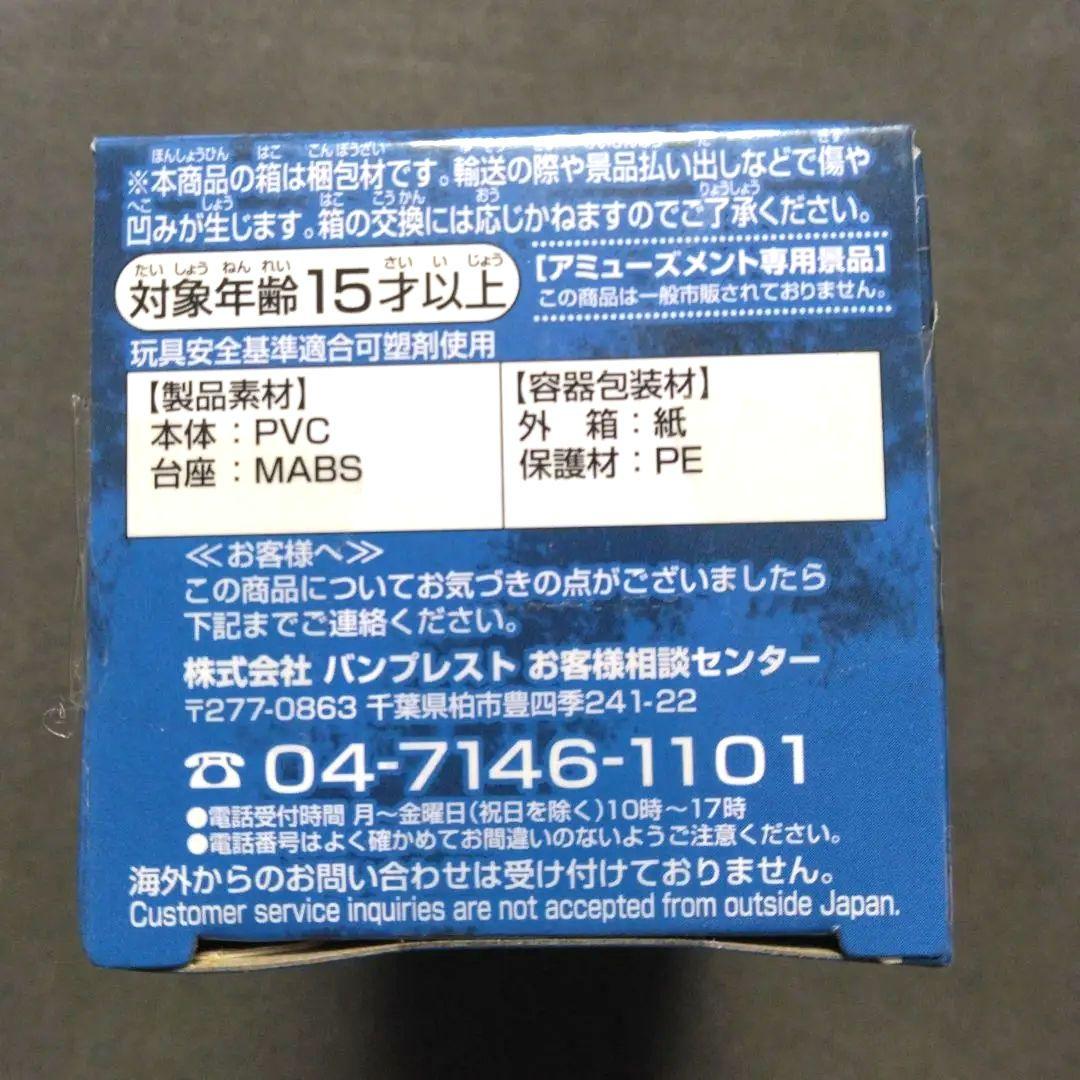 ※本商品の箱は梱包材です。輸送の際や景品払い出しなどで傷や
凹みが生じます。箱の交換には応じかねますのでご了承ください。
対象年齢15才以上
[アミューズメント専用景品]
この商品は一般市販されておりません。
玩具安全基準適合可塑剤使用
【製品素材】
本体：PVC
台座：MABS
【容器包装材】
外 箱：紙
保護材：PE
≪お客様へ≫
この商品についてお気づきの点がございましたら
下記までご連絡ください。
株式会社 バンプレスト お客様相談センター
〒277-0863 千葉県柏市豊四季241-22
☎ 04-7146-1101
●電話受付時間 月～金曜日(祝日を除く)10時～17時
●電話番号はよく確かめてお間違いのないようご注意ください。
海外からのお問い合わせは受け付けておりません。
Customer service inquiries are not accepted from outside Japan.